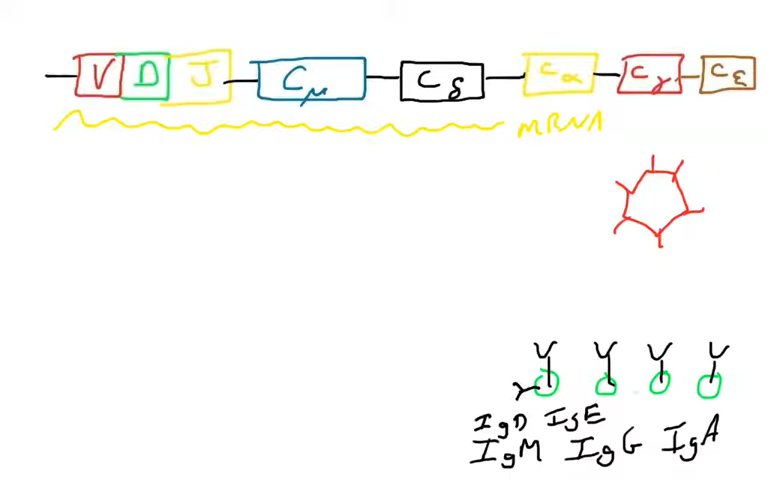 V D J Cμ Cδ Cα Cγ Cε
mRNA
IgD IgE
IgM IgG IgA